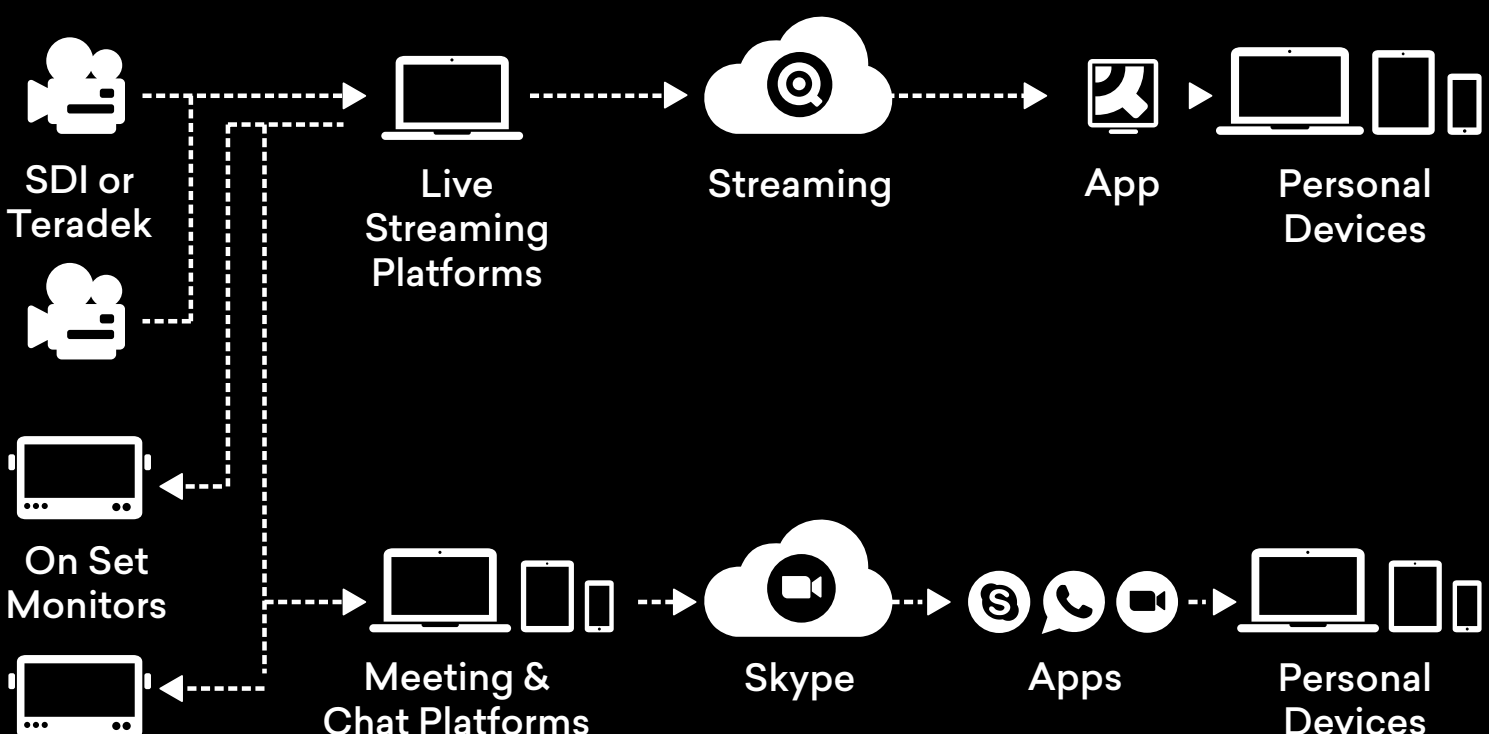 SDI or
Teradek
Live
Streaming
Platforms
Streaming
App
Personal
Devices
On Set
Monitors
Meeting &
Chat Platforms
Skype
Apps
Personal
Devices